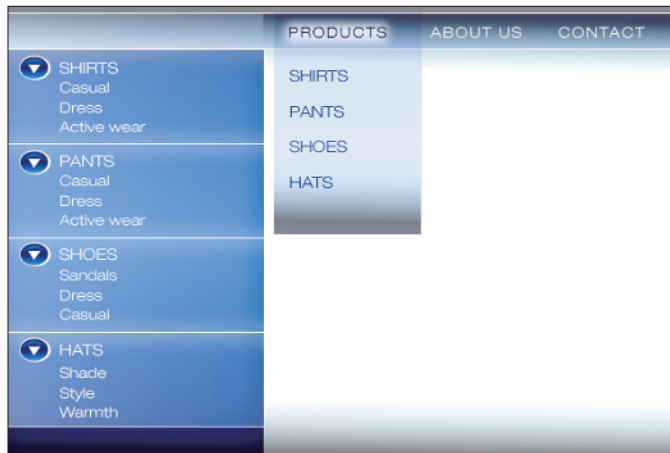 PRODUCTS ABOUT US CONTACT
SHIRTS
Casual
Dress
Active wear
PANTS
Casual
Dress
Active wear
SHOES
Sandals
Dress
Casual
HATS
Shade
Style
Warmth
SHIRTS
PANTS
SHOES
HATS